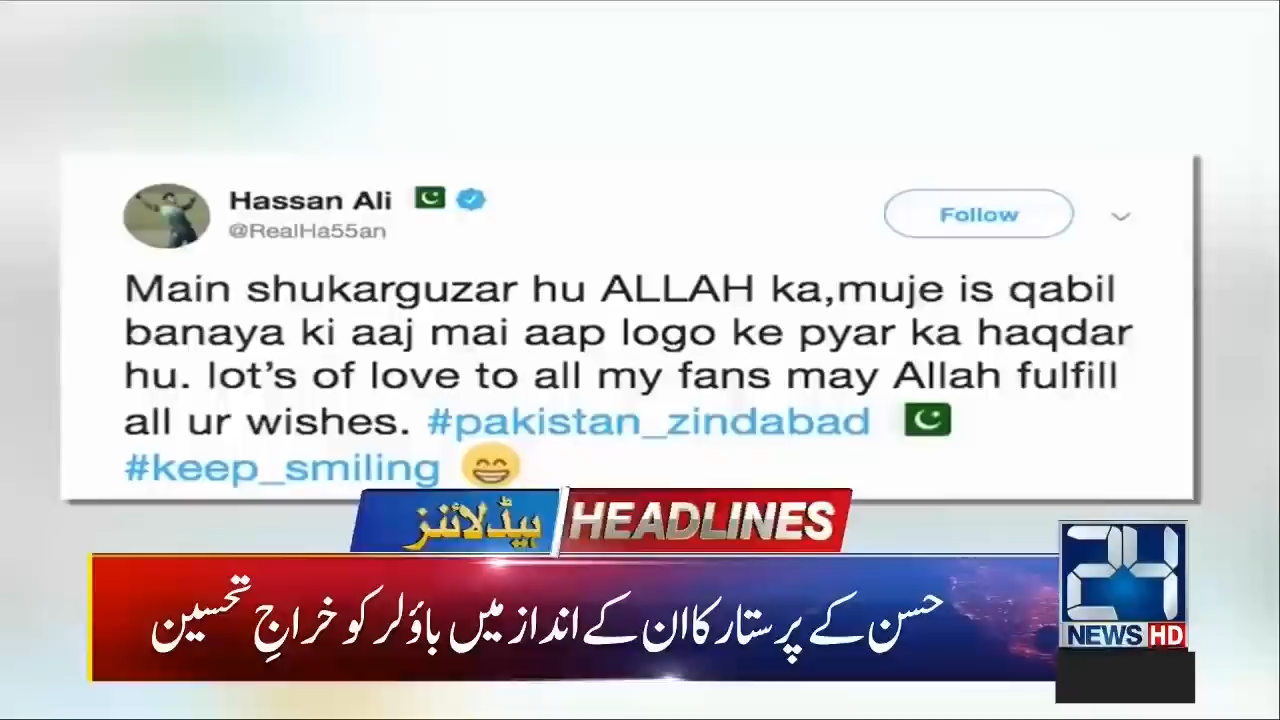 Hassan Ali
@RealHa55an
Follow
Main shukarguzar hu ALLAH ka,muje is qabil
banaya ki aaj mai aap logo ke pyar ka haqdar
hu. lot's of love to all my fans may Allah fulfill
all ur wishes. #pakistan_zindabad
#keep_smiling 😁
ہیڈلائنز HEADLINES
حسن کے پرستار کا ان کے انداز میں باؤلر کو خراجِ تحسین
24
NEWS HD